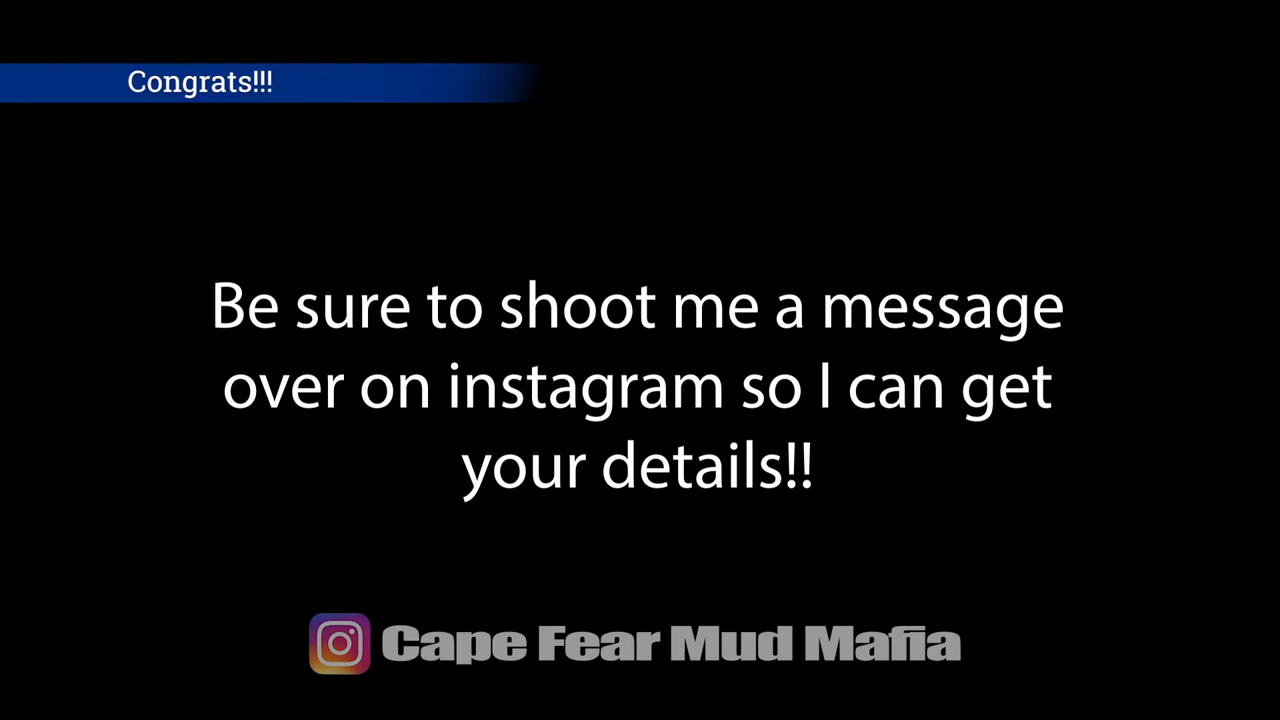 Congrats!!!
Be sure to shoot me a message
over on instagram so I can get
your details!!
Cape Fear Mud Mafia